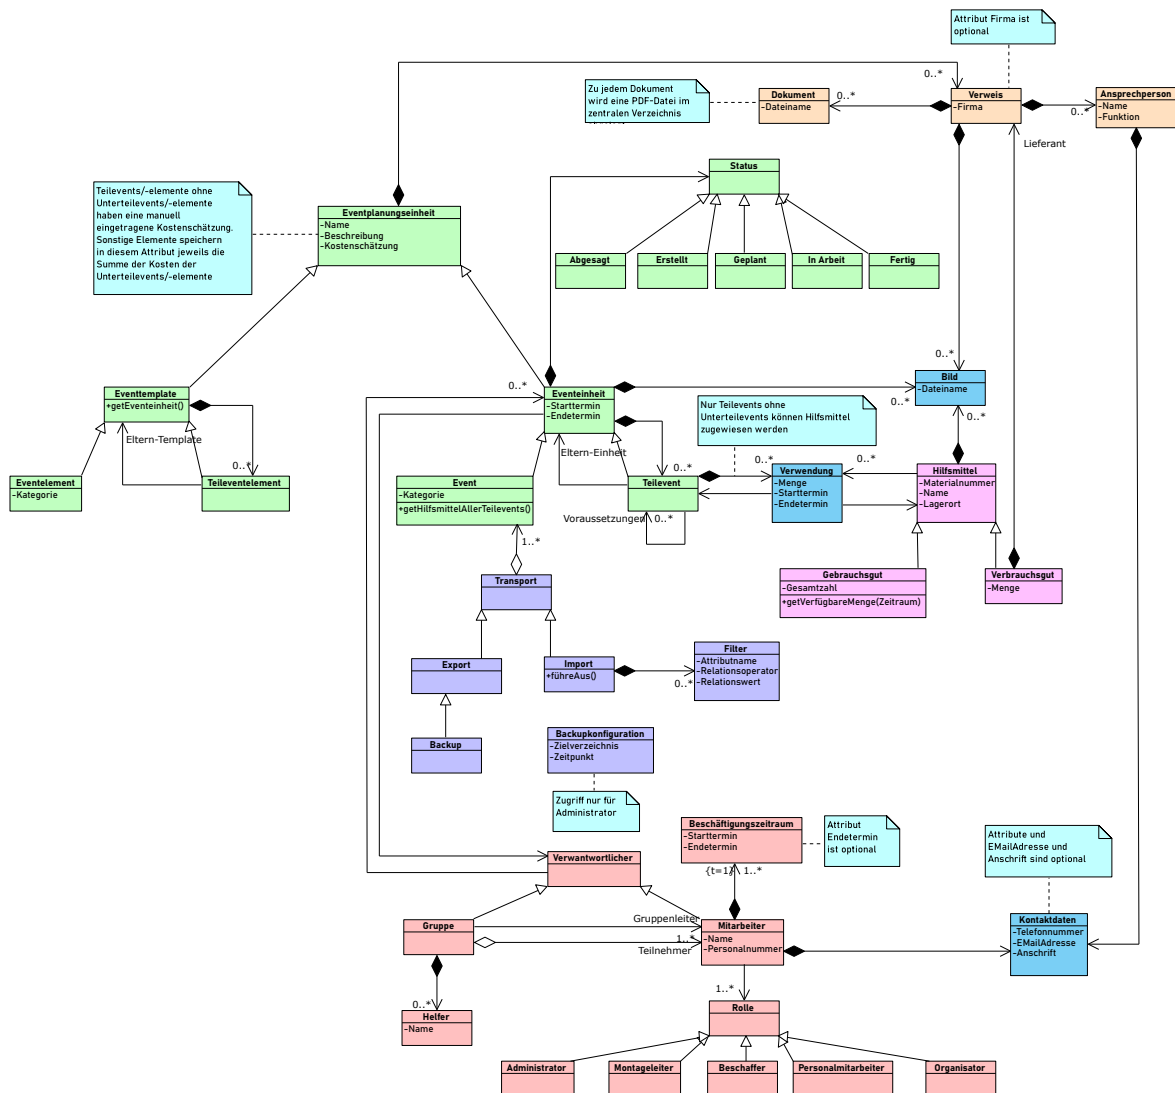 Attribut Firma ist
optional
0..*
Zu jedem Dokument
wird eine PDF-Datei im
zentralen Verzeichnis
Dokument
-Dateiname
0..*
Verweis
-Firma
0..*
Ansprechperson
-Name
-Funktion
Lieferant
Teilevents/-elemente ohne
Unterteilevents/-elemente
haben eine manuell
eingetragene Kostenschätzung.
Sonstige Elemente speichern
in diesem Attribut jeweils die
Summe der Kosten der
Unterteilevents/-elemente
Eventplanungseinheit
-Name
-Beschreibung
-Kostenschätzung
Status
Abgesagt
Erstellt
Geplant
In Arbeit
Fertig
0..*
Eventtemplate
+getEventeinheit()
Eltern-Template
0..*
Eventelement
-Kategorie
Teileventelement
0..*
Eventeinheit
-Starttermin
-Endetermin
Eltern-Einheit
Bild
-Dateiname
0..*
0..*
Nur Teilevents ohne
Unterteilevents können Hilfsmittel
zugewiesen werden
Event
-Kategorie
+getHilfsmittelAllerTeilevents()
Teilevent
0..*
0..*
Verwendung
-Menge
-Starttermin
-Endetermin
0..*
Hilfsmittel
-Materialnummer
-Name
-Lagerort
Voraussetzungen
0..*
1..*
Transport
Gebrauchsgut
-Gesamtzahl
+getVerfügbareMenge(Zeitraum)
Verbrauchsgut
-Menge
Export
Import
+führeAus()
0..*
Filter
-Attributname
-Relationsoperator
-Relationswert
Backup
Backupkonfiguration
-Zielverzeichnis
-Zeitpunkt
Zugriff nur für
Administrator
Beschäftigungszeitraum
-Starttermin
-Endetermin
Attribut
Endetermin
ist optional
Attribute und
EMailAdresse und
Anschrift sind optional
Verwantwortlicher
{t=1}
1..*
Gruppe
Gruppenleiter
1..*
Teilnehmer
Mitarbeiter
-Name
-Personalnummer
Kontaktdaten
-Telefonnummer
-EMailAdresse
-Anschrift
0..*
Helfer
-Name
1..*
Rolle
Administrator
Montageleiter
Beschaffer
Personalmitarbeiter
Organisator